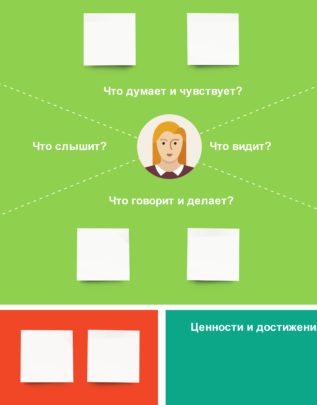 Что думает и чувствует?
Что слышит?
Что видит?
Что говорит и делает?
Ценности и достижени